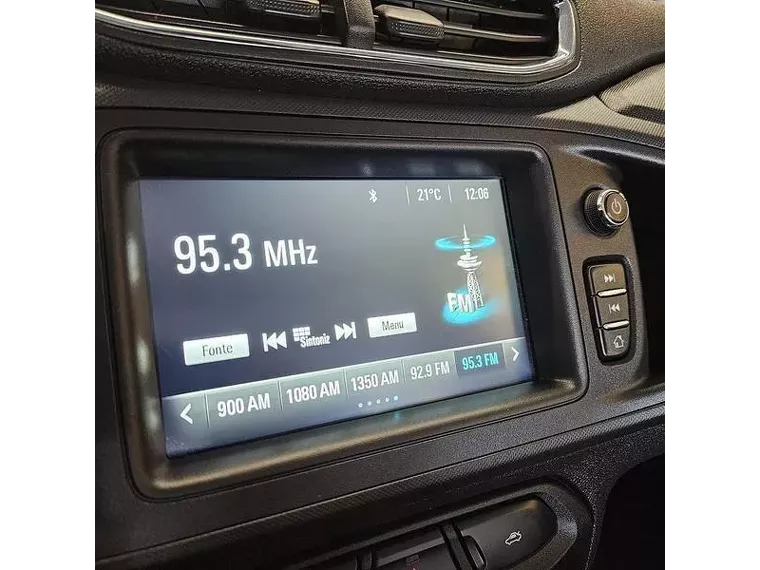 21°C 12:06
95.3 MHz
FM
Fonte Sintoniz Menu
900 AM 1080 AM 1350 AM 92.9 FM 95.3 FM